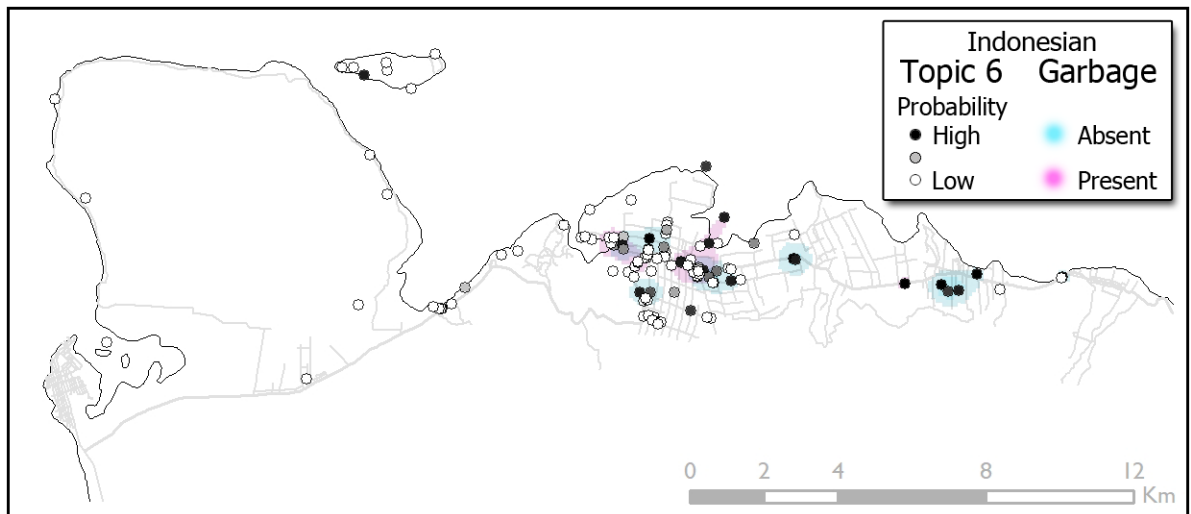 Indonesian
Topic 6 Garbage
Probability
High Absent
Low Present
0 2 4 8 12
Km